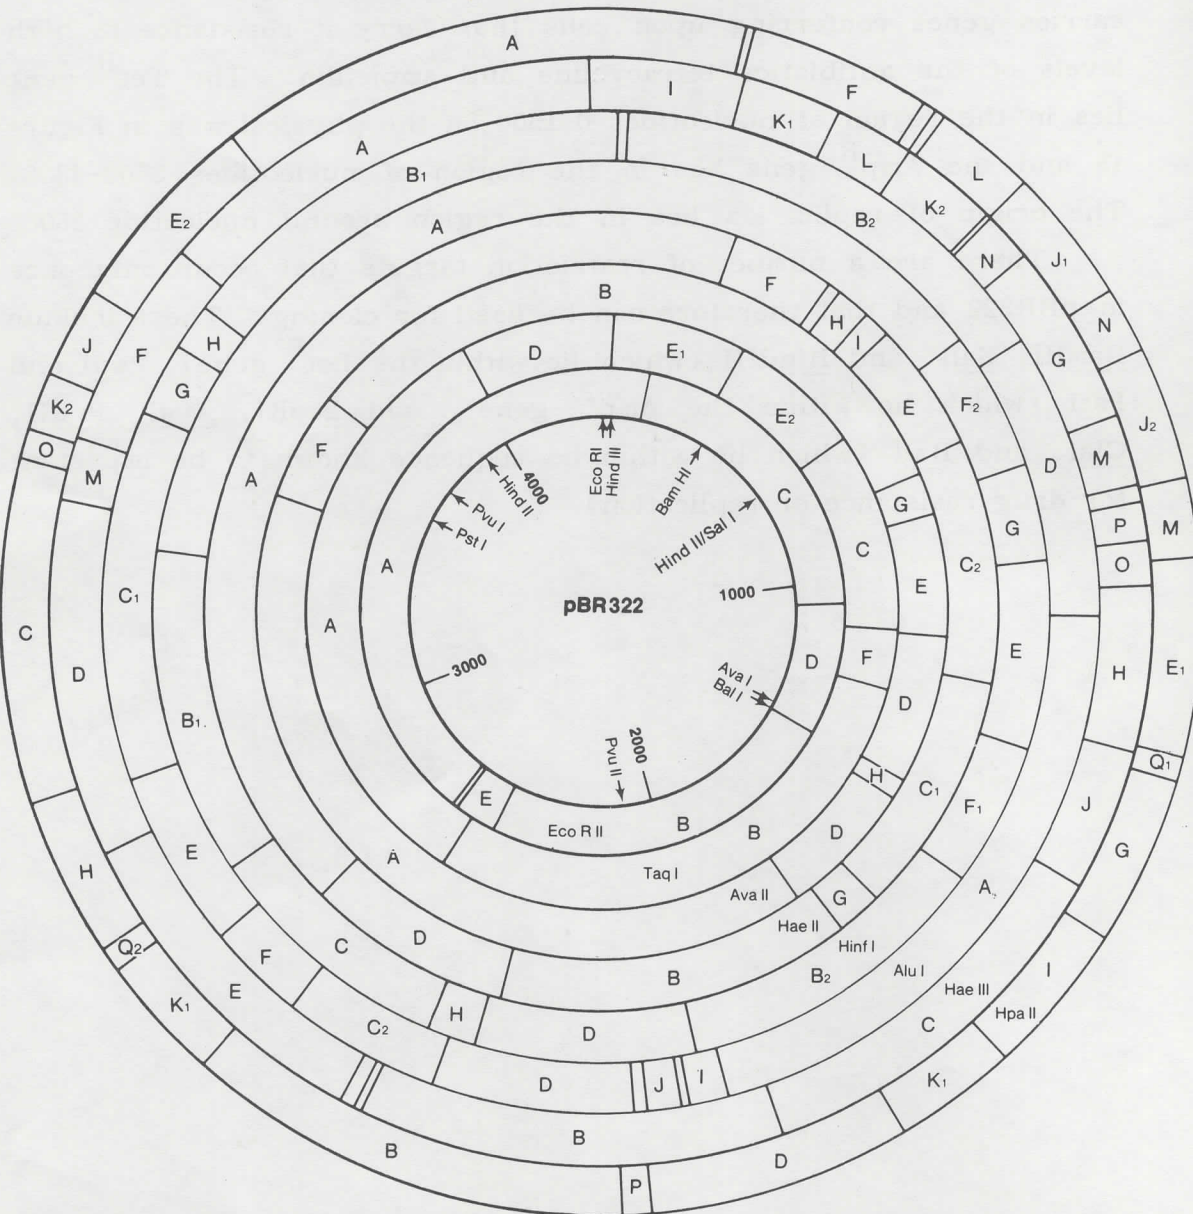 A
I
F
A
K1
L
L
B1
K2
B2
E2
A
N
J1
F
B
H
G
N
J
F
D
E1
I
H
E2
E
F2
J2
K2
G
M
F
C
D
O
M
A
G
G
P
M
C
C2
O
Eco RI
Hind III
Bam HI
Hind II/Sal I
4000
Hind II
Pvu I
Pst I
1000
pBR322
3000
Ava I
Bal I
2000
Pvu II
A
A
C1
E
C
D
F
E
H
E1
D
D
B1
H
C1
F1
J
Q1
E
G
Eco R II
B
B
D
A
Taq I
Ava II
G
A
H
E
Hae II
Hinf I
Alu I
I
C
D
Hae III
Hpa II
F
B
B2
Q2
E
C
K1
C2
H
D
K1
D
J
I
B
B
D
P